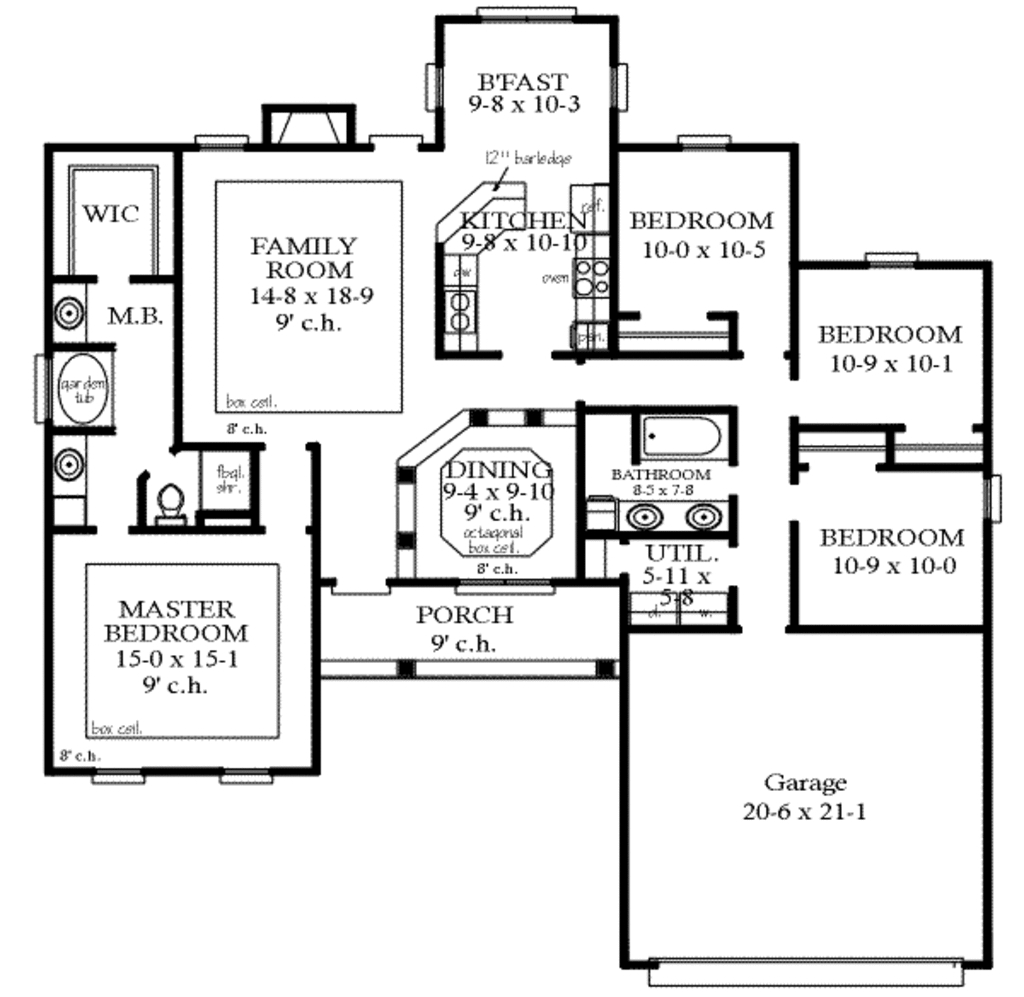 B'FAST
9-8 x 10-3
12" barledge
WIC
FAMILY
ROOM
14-8 x 18-9
9' c.h.
box ceil.
8' c.h.
KITCHEN
9-8 x 10-10
ref.
dw
oven
pan.
BEDROOM
10-0 x 10-5
BEDROOM
10-9 x 10-1
M.B.
garden
tub
fbgl.
shr.
DINING
9-4 x 9-10
9' c.h.
octagonal
box ceil.
8' c.h.
BATHROOM
8-5 x 7-8
BEDROOM
10-9 x 10-0
UTIL.
5-11 x
5-8
d.
w.
MASTER
BEDROOM
15-0 x 15-1
9' c.h.
box ceil.
8' c.h.
PORCH
9' c.h.
Garage
20-6 x 21-1